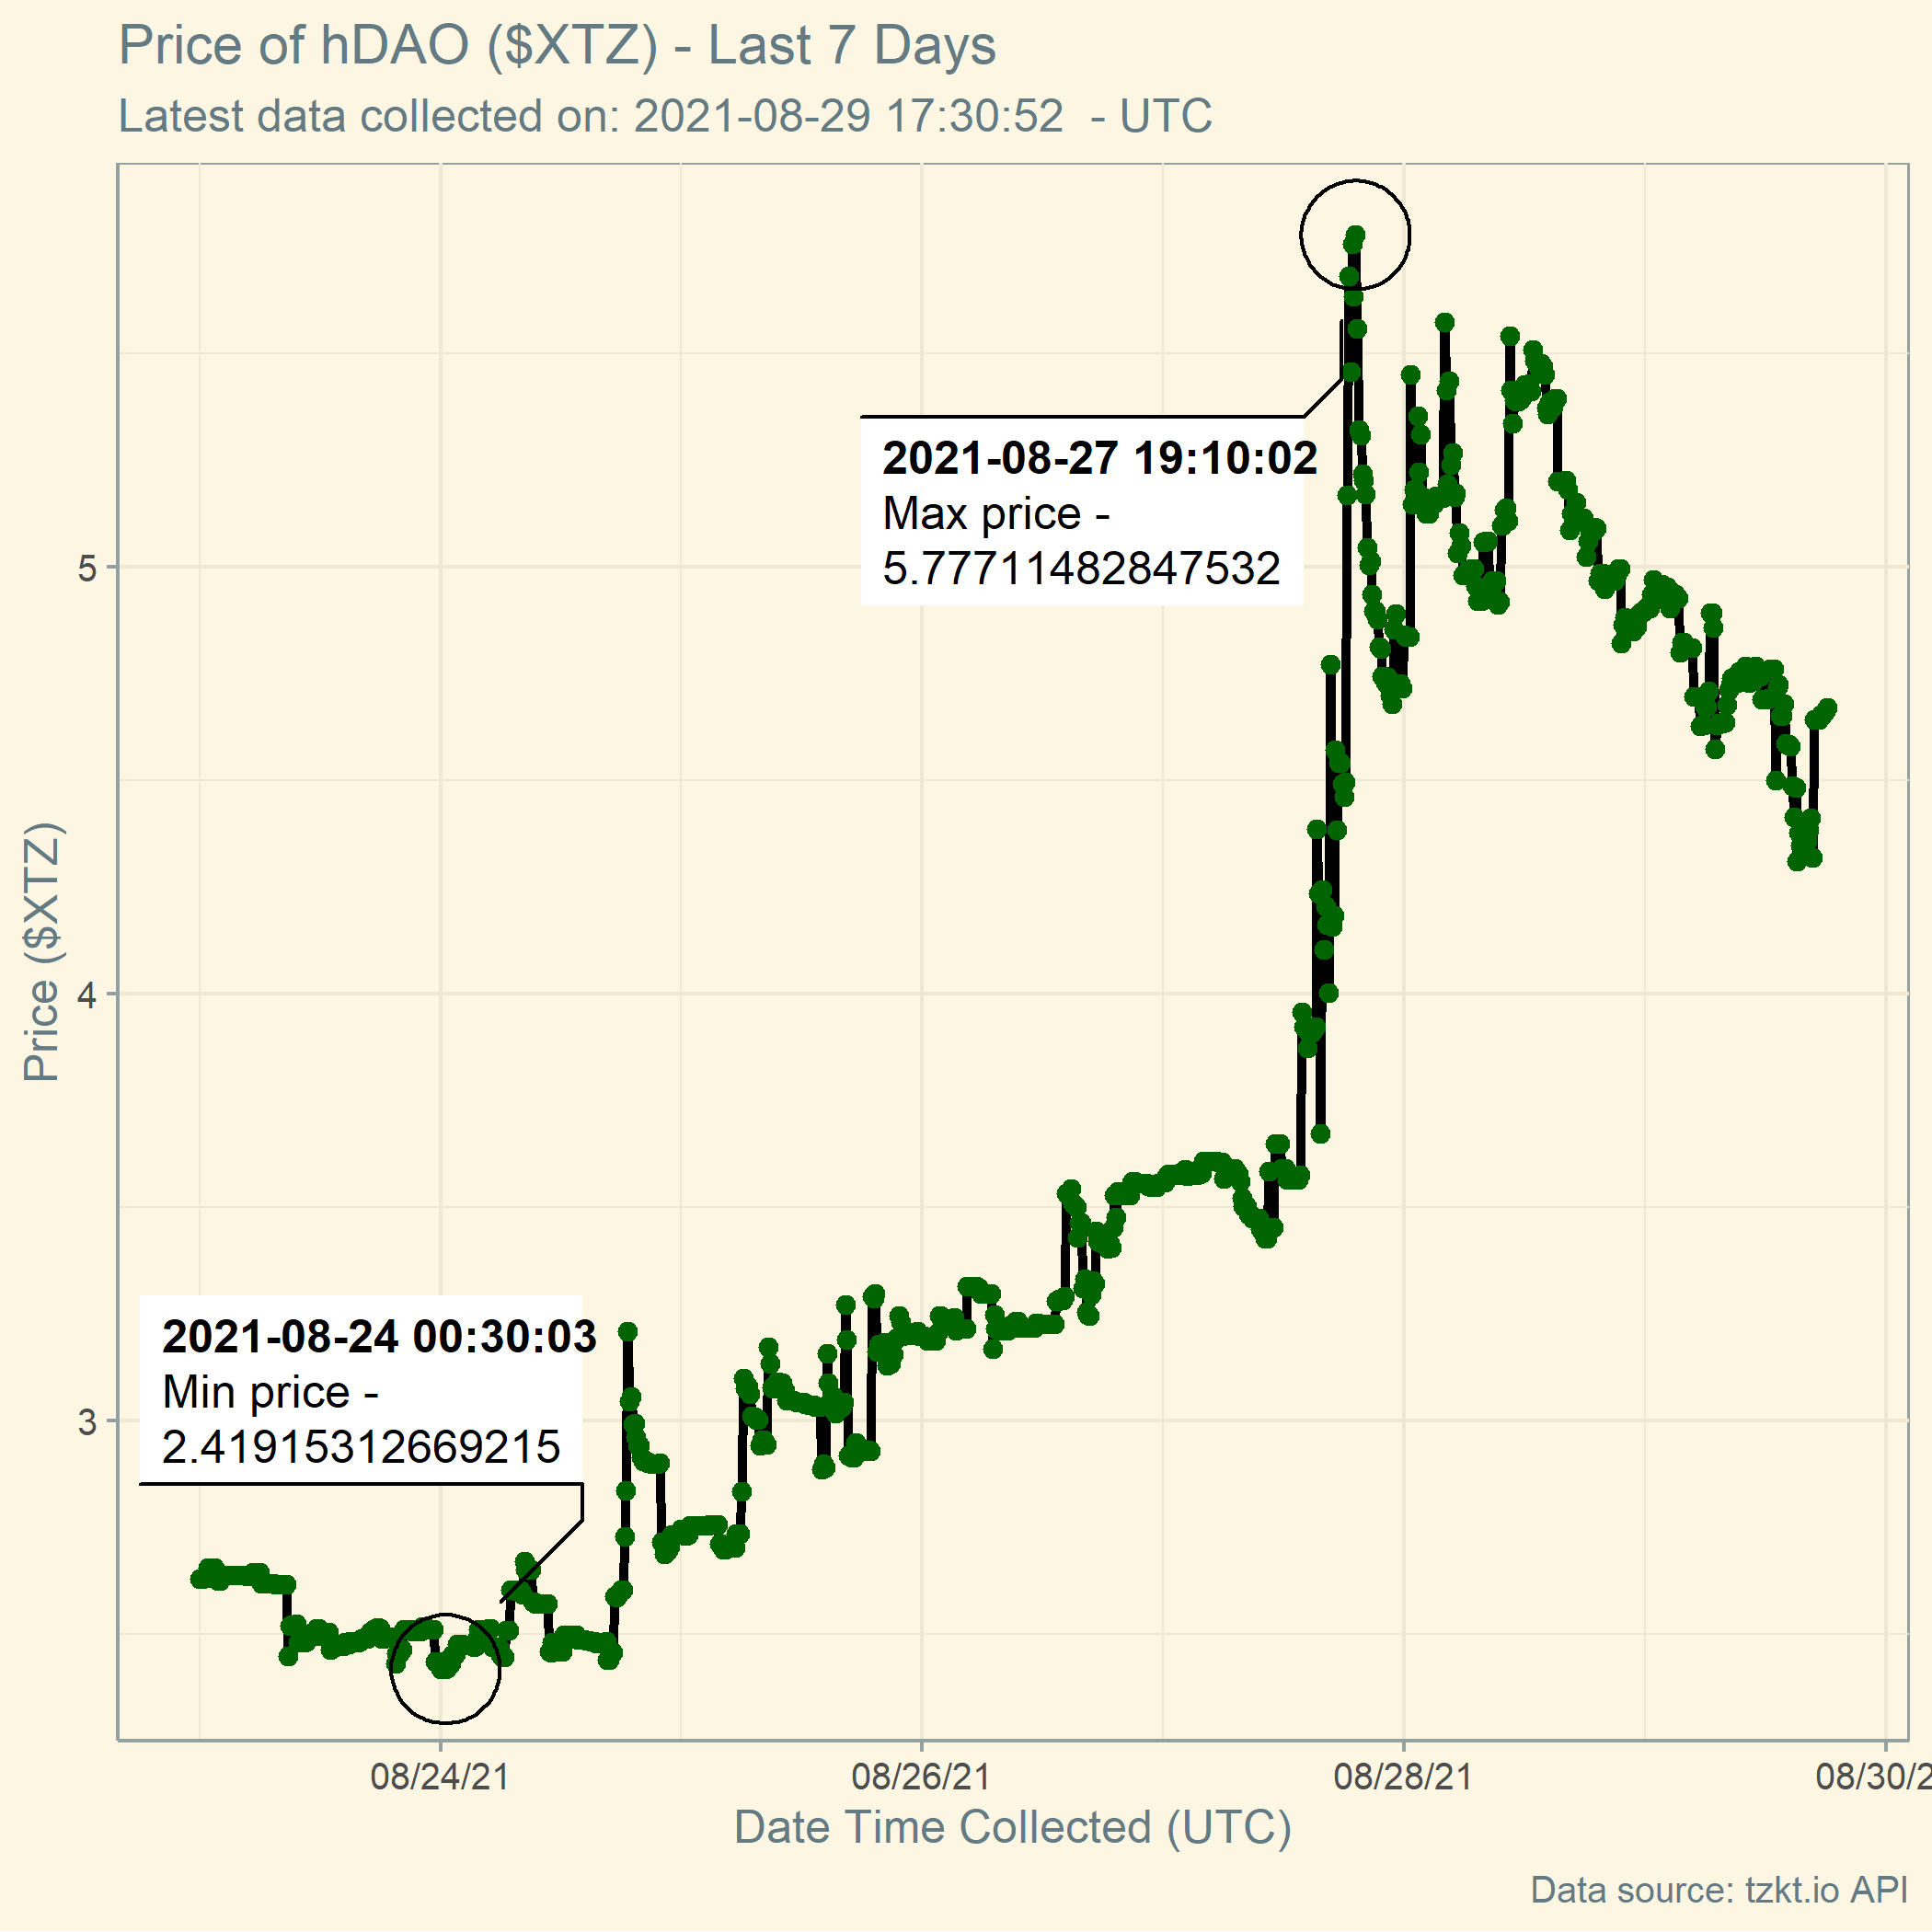 Price of hDAO ($XTZ) - Last 7 Days
Latest data collected on: 2021-08-29 17:30:52  - UTC
2021-08-27 19:10:02
Max price -
5.77711482847532
5
4
3
Price ($XTZ)
2021-08-24 00:30:03
Min price -
2.41915312669215
08/24/21
08/26/21
08/28/21
08/30/2
Date Time Collected (UTC)
Data source: tzkt.io API